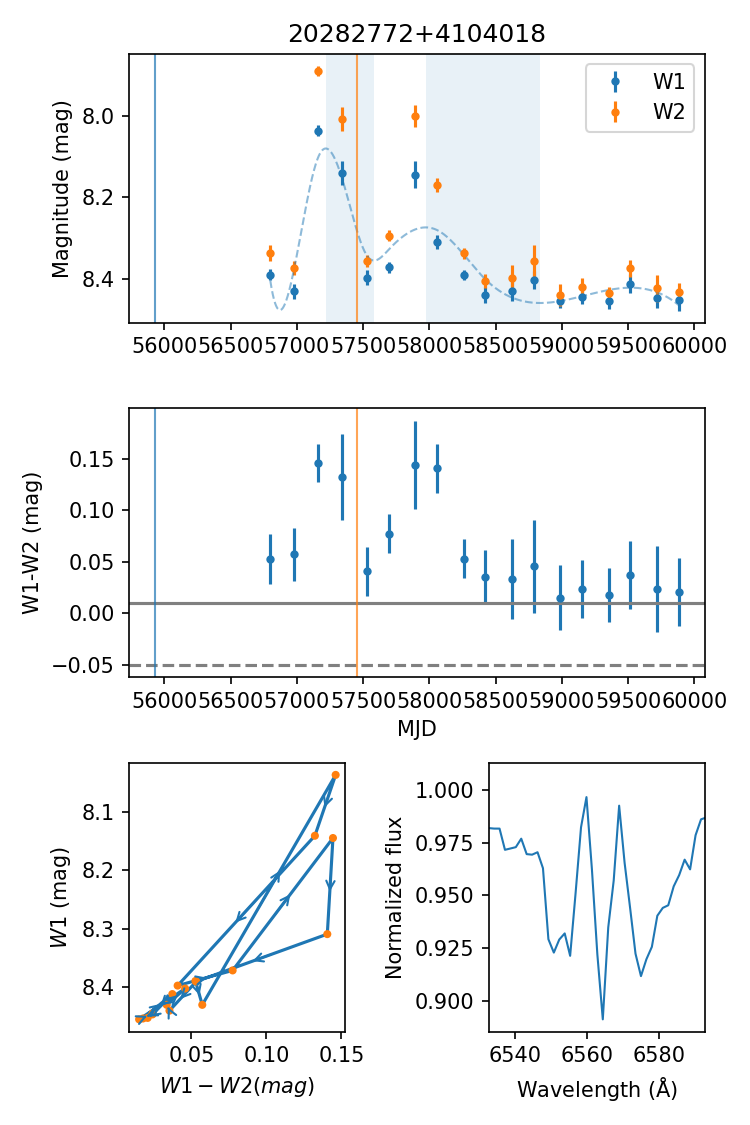 20282772+4104018
Magnitude (mag)
8.0
8.2
8.4
W1
W2
56000 56500 57000 57500 58000 58500 59000 59500 60000
W1-W2 (mag)
0.15
0.10
0.05
0.00
−0.05
56000 56500 57000 57500 58000 58500 59000 59500 60000
MJD
W1 (mag)
8.1
8.2
8.3
8.4
0.05 0.10 0.15
W1 − W2(mag)
Normalized flux
1.000
0.975
0.950
0.925
0.900
6540 6560 6580
Wavelength (Å)